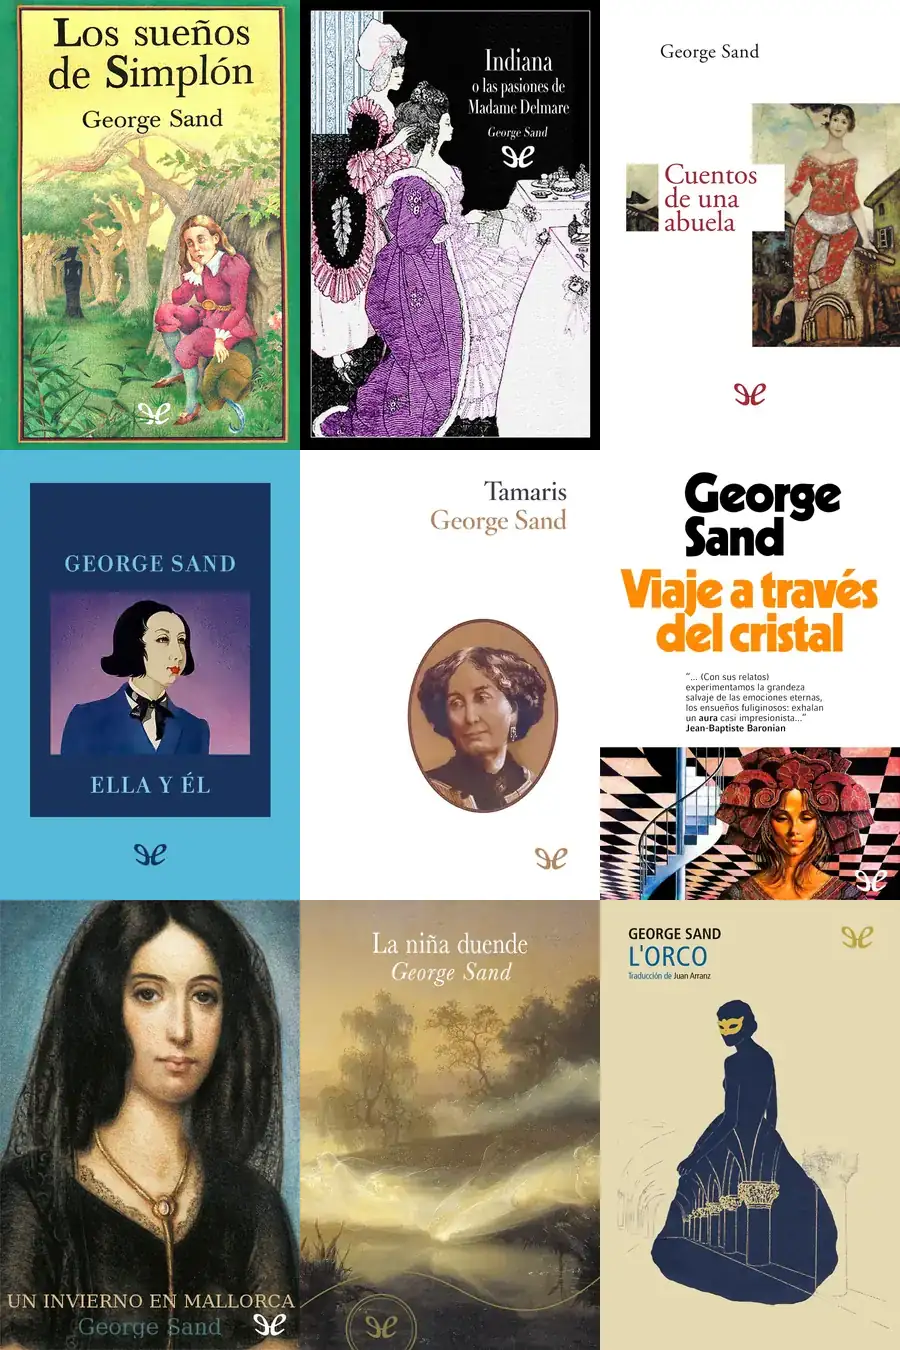 Los sueños
de Simplón
George Sand
Indiana
o las pasiones de
Madame Delmare
George Sand
George Sand
Cuentos
de una
abuela
GEORGE SAND
ELLA Y ÉL
Tamaris
George Sand
George
Sand
Viaje a través
del cristal
"... (Con sus relatos)
experimentamos la grandeza
salvaje de las emociones eternas,
los ensueños fuliginosos: exhalan
un aura casi impresionista..."
Jean-Baptiste Baronian
UN INVIERNO EN MALLORCA
George Sand
La niña duende
George Sand
GEORGE SAND
L'ORCO
Traducción de Juan Arranz